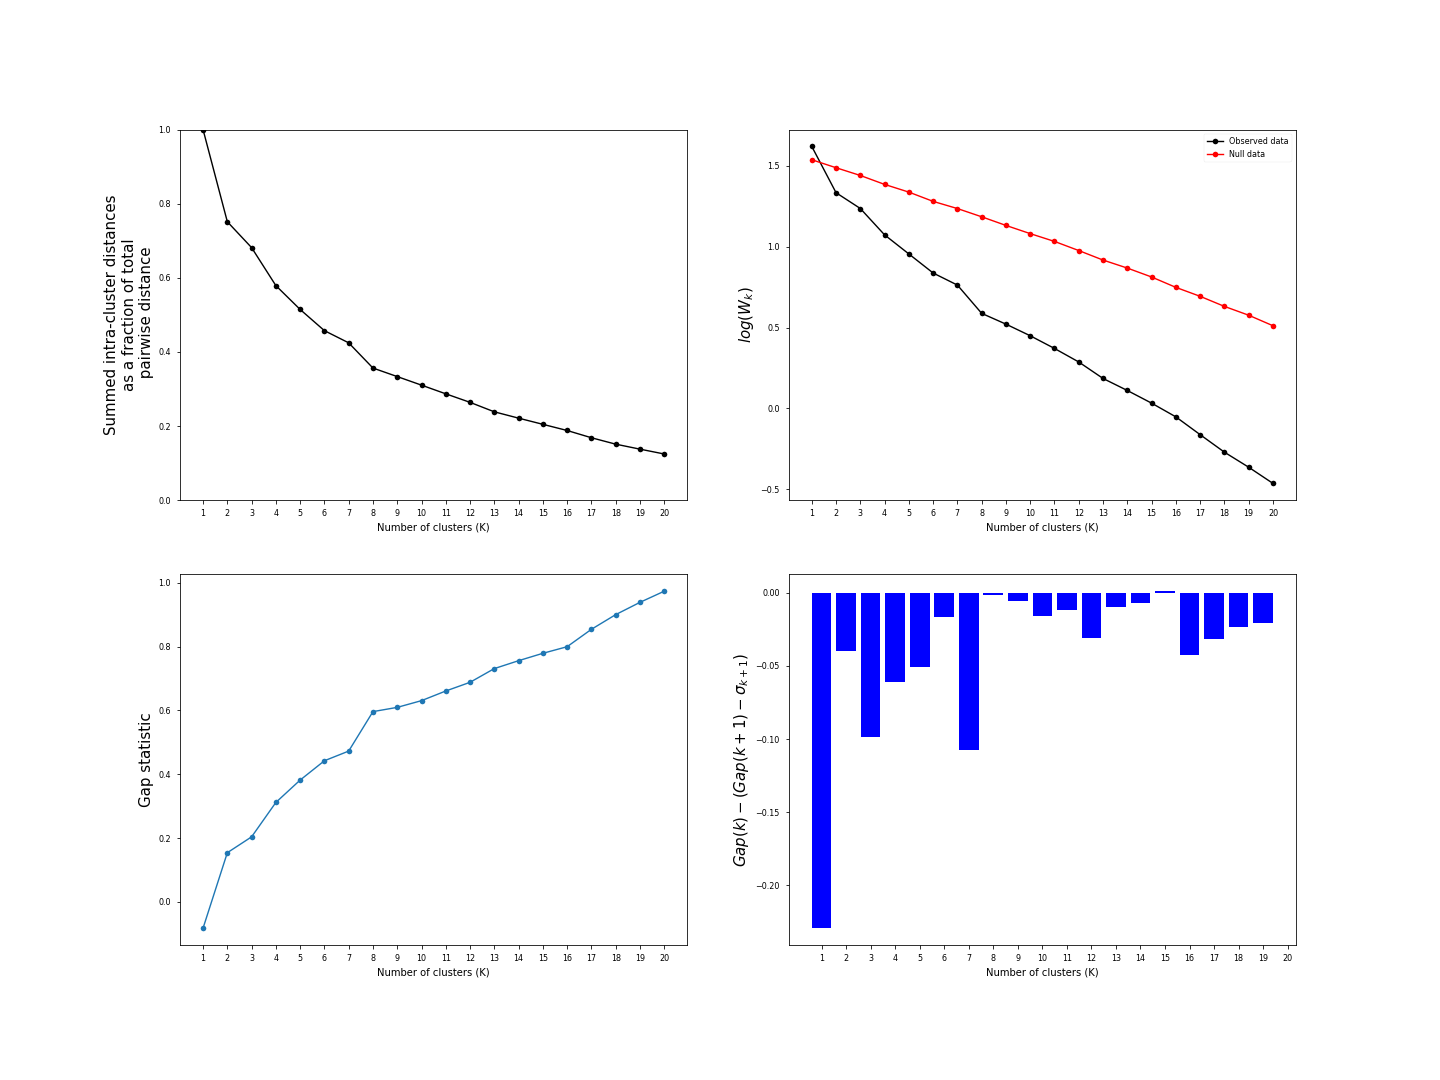 Summed intra-cluster distances
as a fraction of total
pairwise distance
1.0
0.8
0.6
0.4
0.2
0.0
1 2 3 4 5 6 7 8 9 10 11 12 13 14 15 16 17 18 19 20
Number of clusters (K)
log(W_k)
1.5
1.0
0.5
0.0
−0.5
Observed data
Null data
1 2 3 4 5 6 7 8 9 10 11 12 13 14 15 16 17 18 19 20
Number of clusters (K)
Gap statistic
1.0
0.8
0.6
0.4
0.2
0.0
1 2 3 4 5 6 7 8 9 10 11 12 13 14 15 16 17 18 19 20
Number of clusters (K)
Gap(k) − (Gap(k + 1) − σ_{k+1})
0.00
−0.05
−0.10
−0.15
−0.20
1 2 3 4 5 6 7 8 9 10 11 12 13 14 15 16 17 18 19 20
Number of clusters (K)